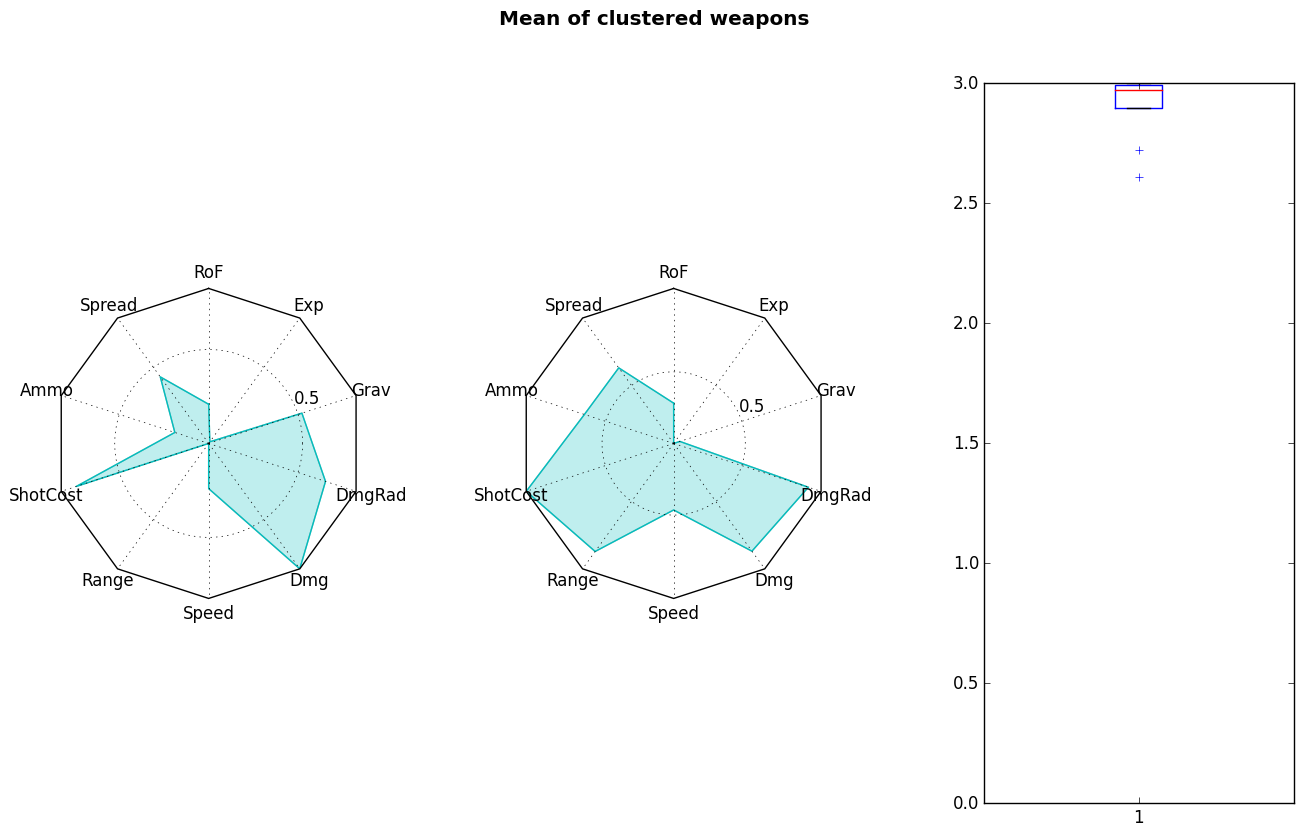 Mean of clustered weapons
RoF
Spread
Exp
Ammo
Grav
0.5
ShotCost
DmgRad
Range
Dmg
Speed
RoF
Spread
Exp
Ammo
Grav
0.5
ShotCost
DmgRad
Range
Dmg
Speed
3.0
2.5
2.0
1.5
1.0
0.5
0.0
1